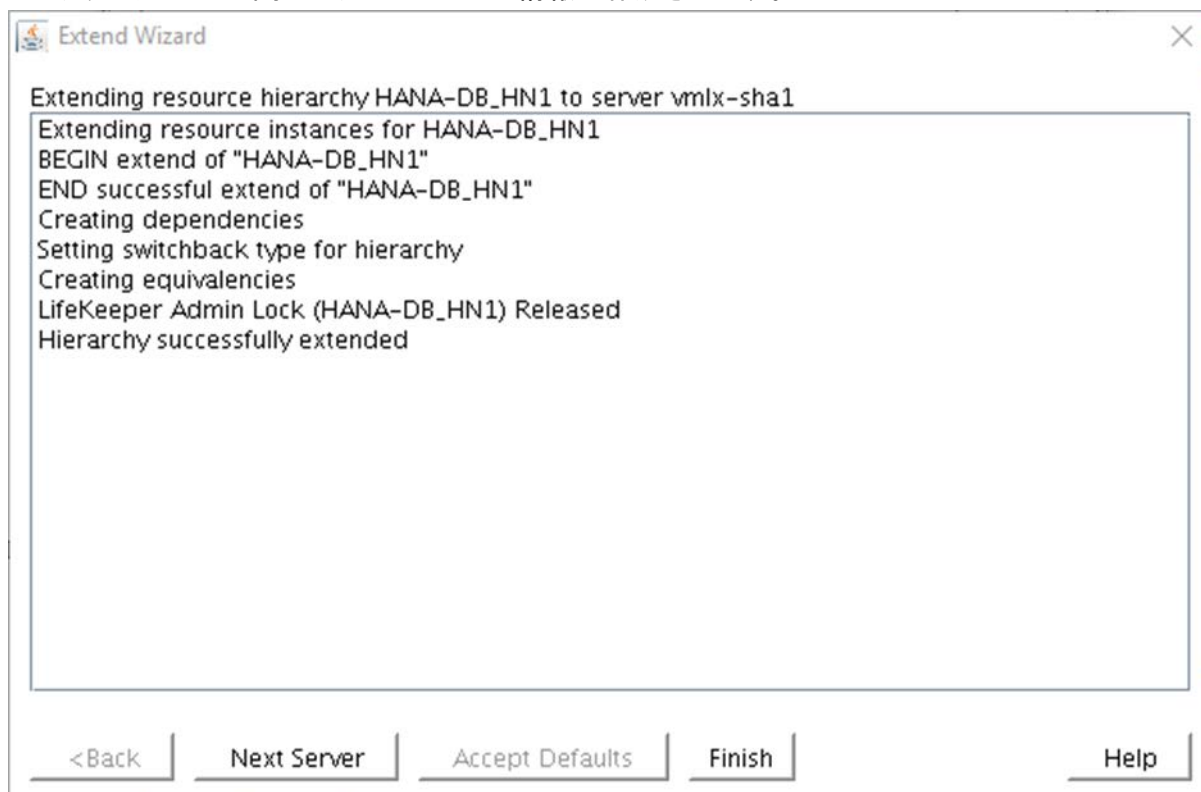 Extend Wizard
Extending resource hierarchy HANA-DB_HN1 to server vmlx-sha1
Extending resource instances for HANA-DB_HN1
BEGIN extend of "HANA-DB_HN1"
END successful extend of "HANA-DB_HN1"
Creating dependencies
Setting switchback type for hierarchy
Creating equivalencies
LifeKeeper Admin Lock (HANA-DB_HN1) Released
Hierarchy successfully extended
<Back Next Server Accept Defaults Finish Help